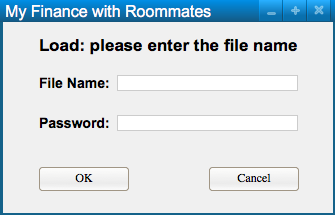 My Finance with Roommates
Load: please enter the file name
File Name:
Password:
OK Cancel